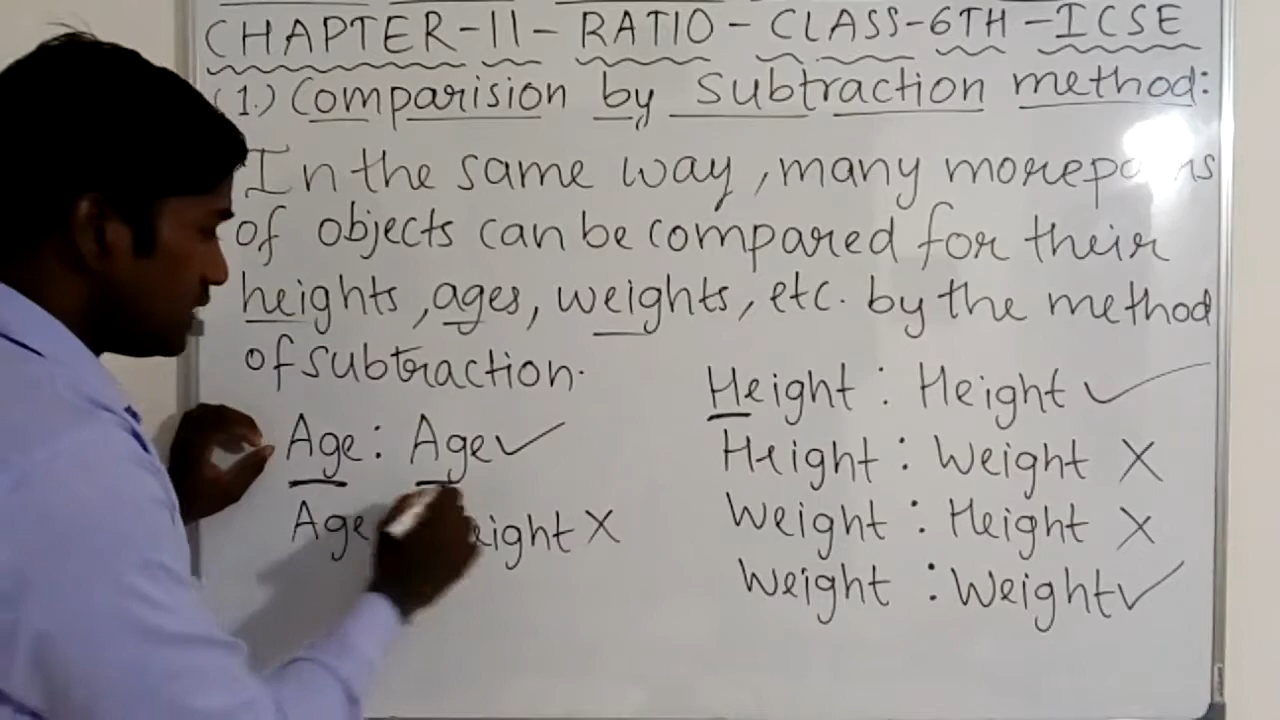 CHAPTER-11-RATIO-CLASS-6TH-ICSE
(1.) Comparision by Subtraction method:
In the same way, many more
of objects can be compared for their
heights, ages, weights, etc. by the method
of subtraction.
Age : Age ✓
Age X
Height : Height ✓
Height : Weight X
Weight : Height X
Weight : Weight ✓